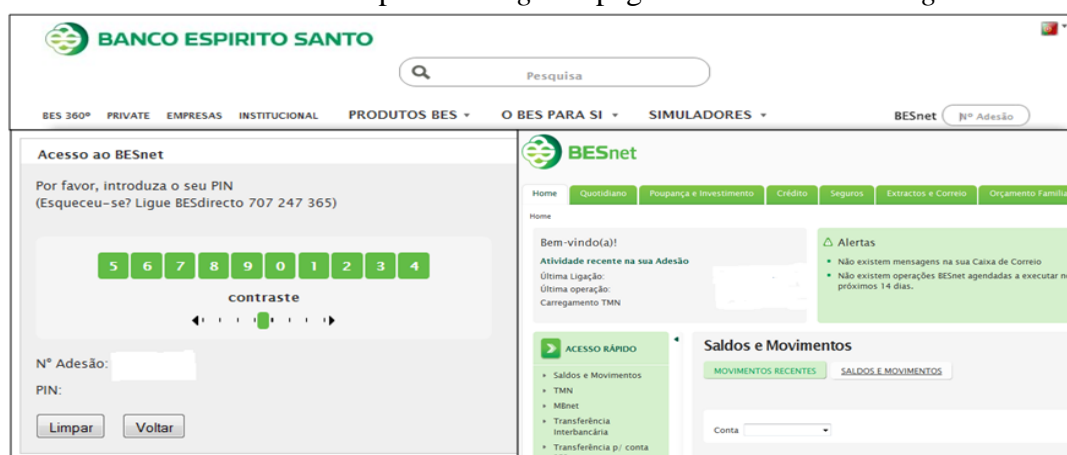 BANCO ESPIRITO SANTO
Pesquisa
BES 360º PRIVATE EMPRESAS INSTITUCIONAL PRODUTOS BES O BES PARA SI SIMULADORES BESnet Nº Adesão
Acesso ao BESnet
Por favor, introduza o seu PIN
(Esqueceu-se? Ligue BESdirecto 707 247 365)
5 6 7 8 9 0 1 2 3 4
contraste
Nº Adesão:
PIN:
Limpar Voltar
BESnet
Home Quotidiano Poupança e Investimento Crédito Seguros Extractos e Correio Orçamento Familia
Home
Bem-vindo(a)!
Atividade recente na sua Adesão
Última Ligação:
Última operação:
Carregamento TMN
Alertas
Não existem mensagens na sua Caixa de Correio
Não existem operações BESnet agendadas a executar no
próximos 14 dias.
ACESSO RÁPIDO
Saldos e Movimentos
TMN
MBnet
Transferência
Interbancária
Transferência p/ conta
Saldos e Movimentos
MOVIMENTOS RECENTES SALDOS E MOVIMENTOS
Conta